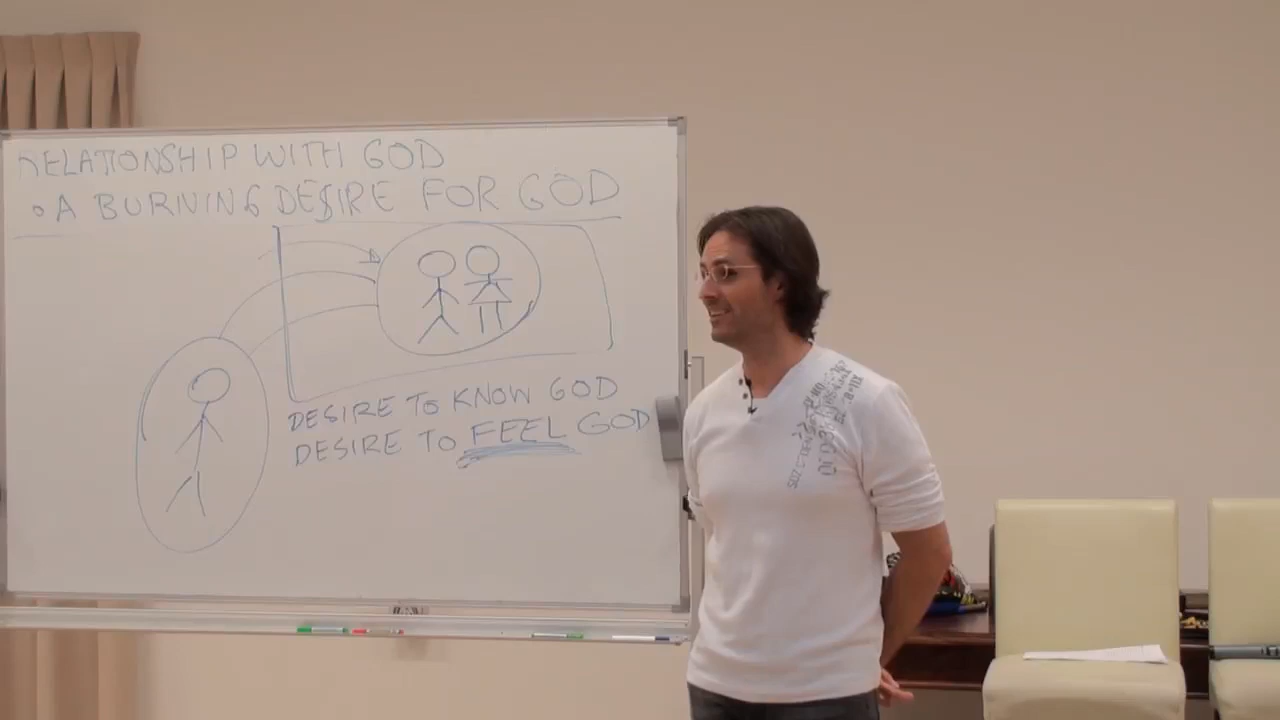 RELATIONSHIP WITH GOD
• A BURNING DESIRE FOR GOD
DESIRE TO KNOW GOD
DESIRE TO FEEL GOD